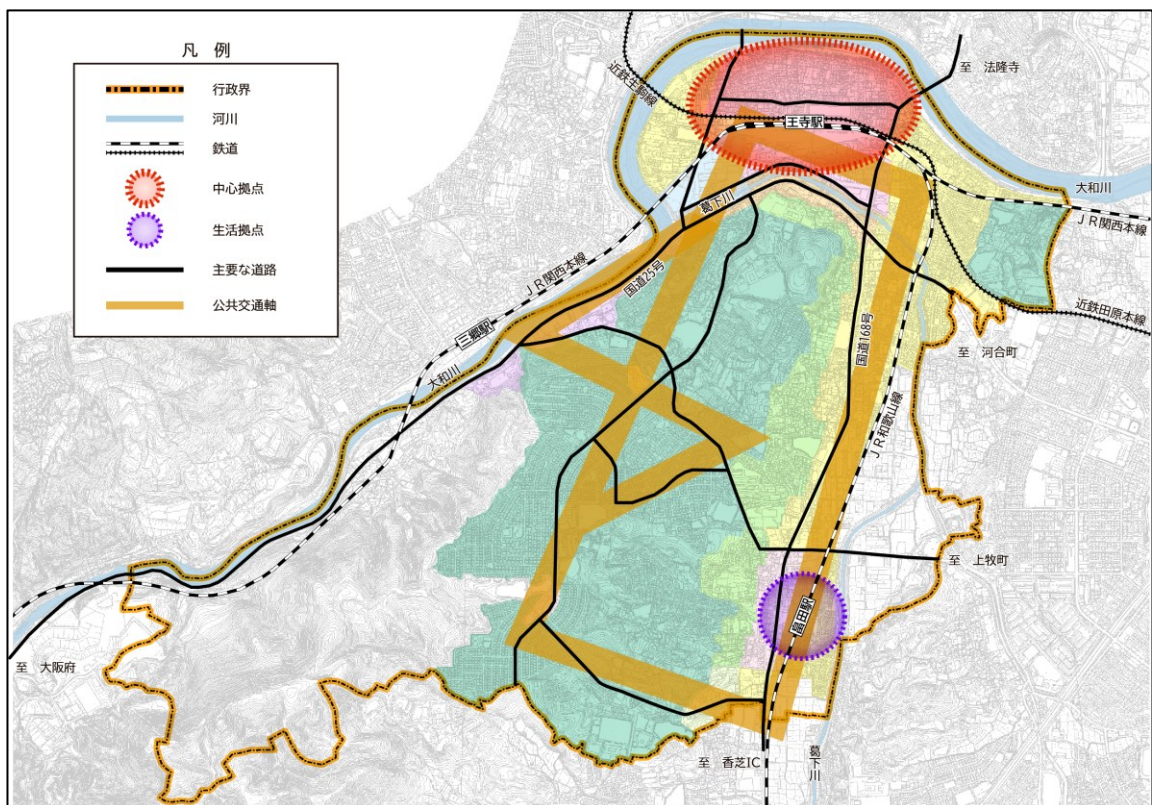 凡 例
行政界
河川
鉄道
中心拠点
生活拠点
主要な道路
公共交通軸
近鉄生駒線
至 法隆寺
王寺駅
大和川
JR関西本線
葛下川
国道25号
JR関西本線
三郷駅
大和川
近鉄田原本線
至 河合町
国道168号
JR和歌山線
至 上牧町
畠田駅
至 大阪府
至 香芝IC
葛下川